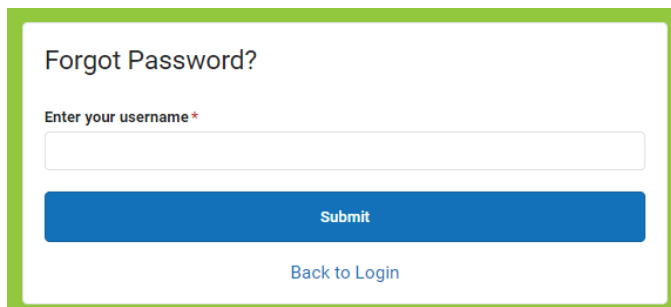 Forgot Password?
Enter your username*
Submit
Back to Login